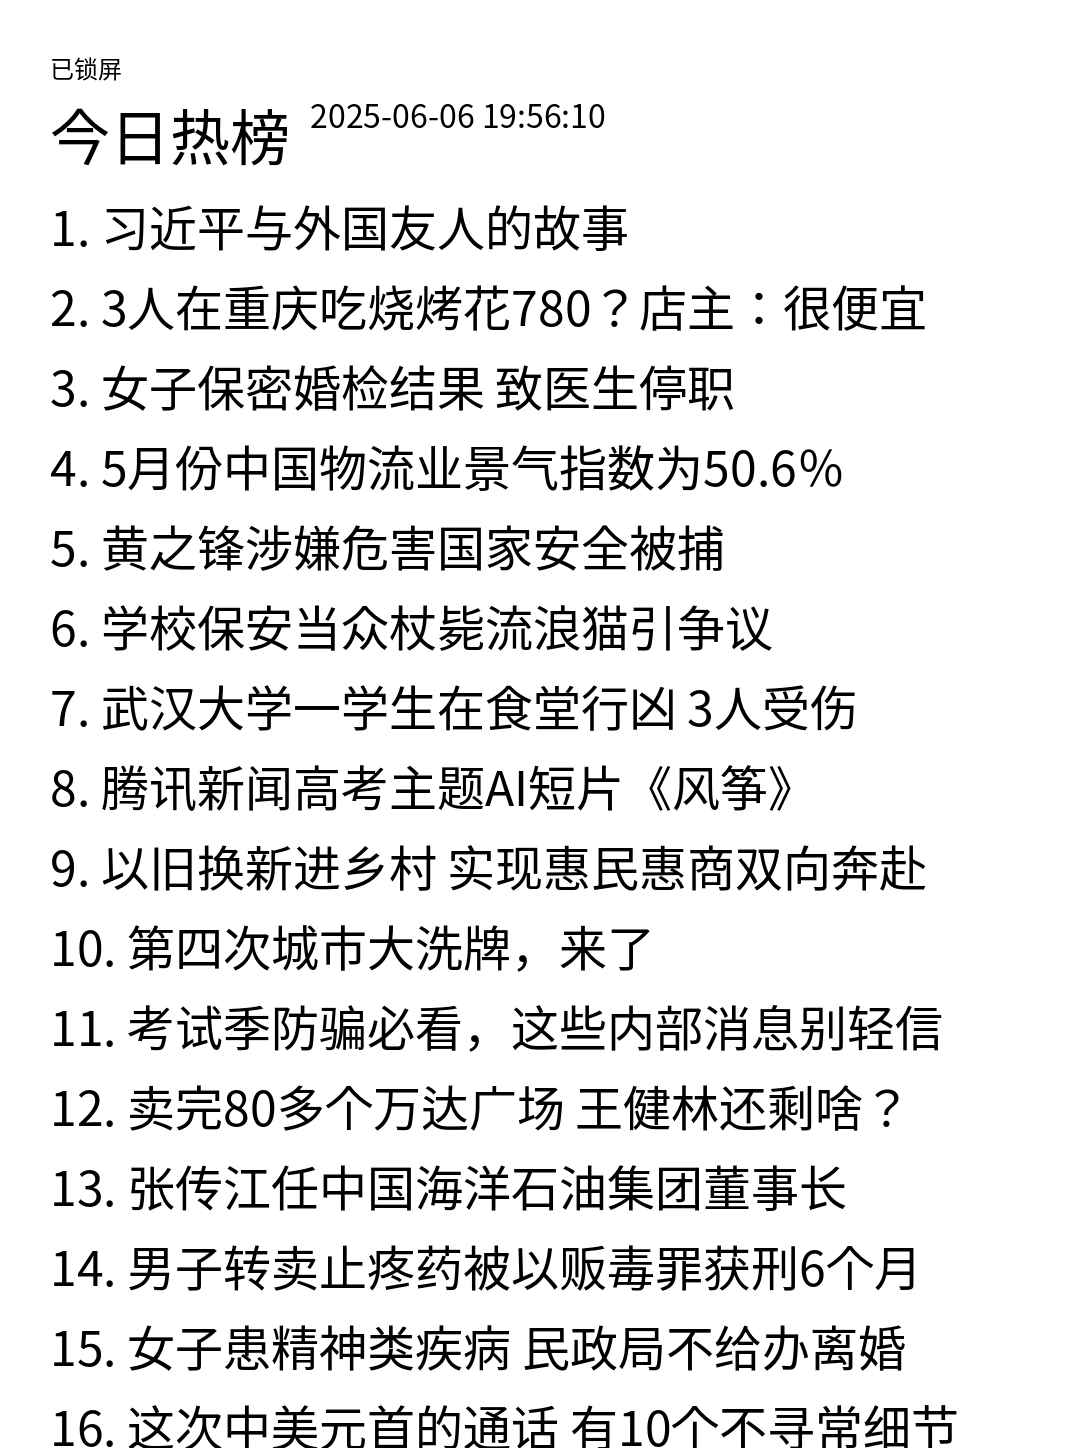 已锁屏
今日热榜 2025-06-06 19:56:10
1. 习近平与外国友人的故事
2. 3人在重庆吃烧烤花780？店主：很便宜
3. 女子保密婚检结果 致医生停职
4. 5月份中国物流业景气指数为50.6%
5. 黄之锋涉嫌危害国家安全被捕
6. 学校保安当众杖毙流浪猫引争议
7. 武汉大学一学生在食堂行凶 3人受伤
8. 腾讯新闻高考主题AI短片《风筝》
9. 以旧换新进乡村 实现惠民惠商双向奔赴
10. 第四次城市大洗牌，来了
11. 考试季防骗必看，这些内部消息别轻信
12. 卖完80多个万达广场 王健林还剩啥？
13. 张传江任中国海洋石油集团董事长
14. 男子转卖止疼药被以贩毒罪获刑6个月
15. 女子患精神类疾病 民政局不给办离婚
16. 这次中美元首的通话 有10个不寻常细节